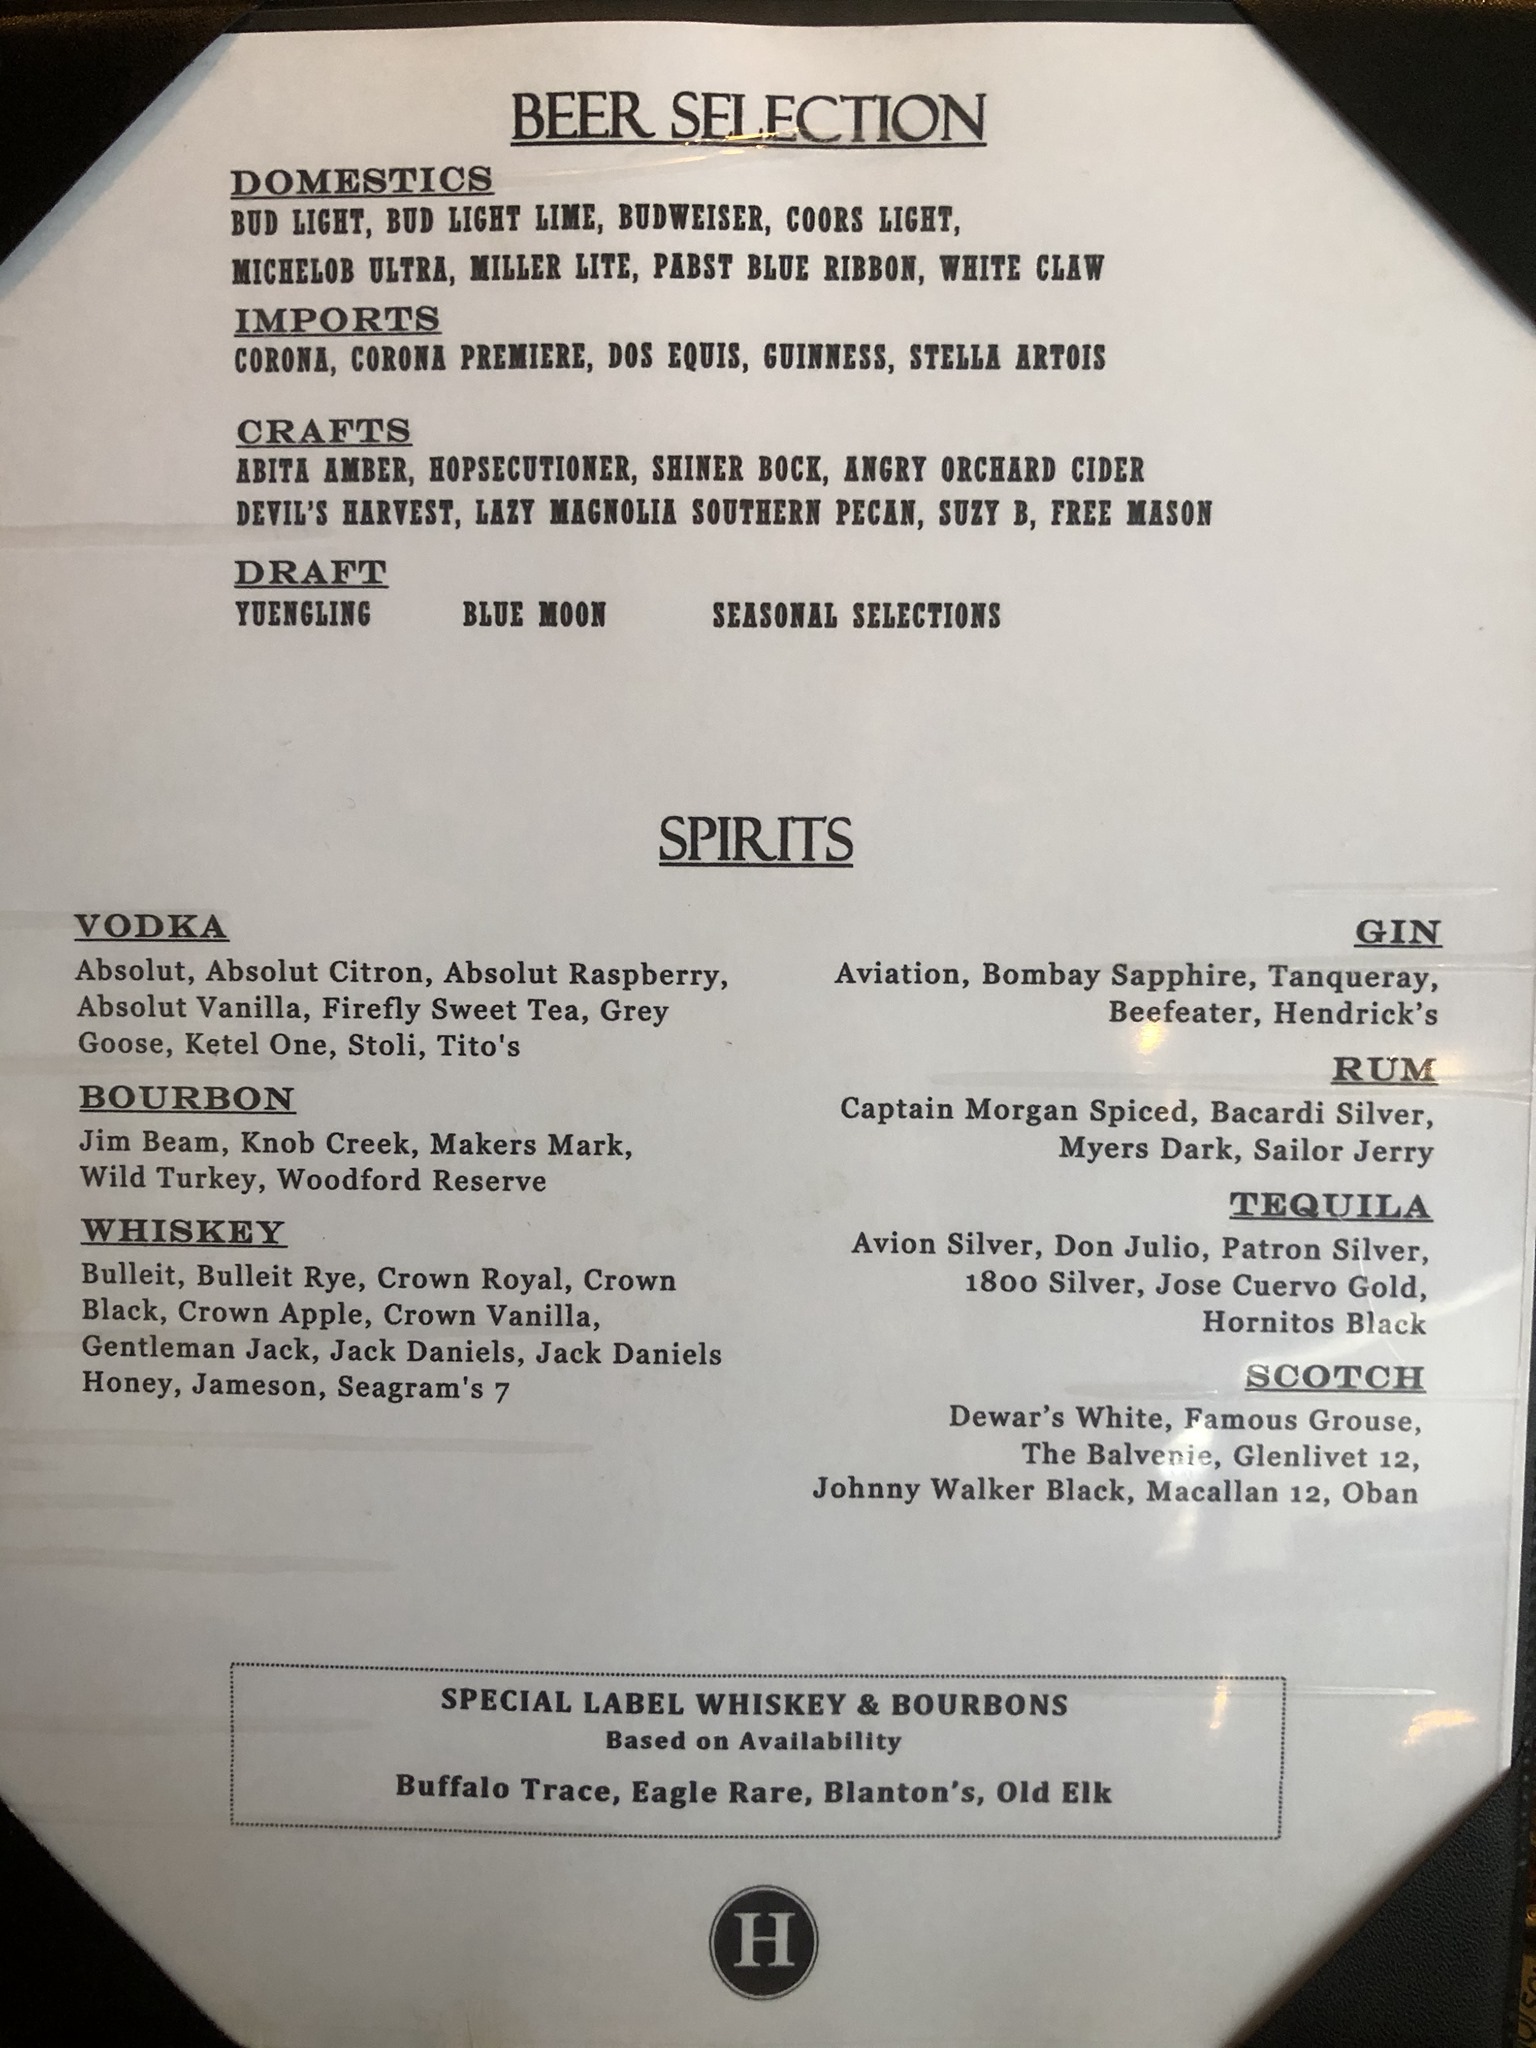 BEER SELECTION
DOMESTICS
BUD LIGHT, BUD LIGHT LIME, BUDWEISER, COORS LIGHT,
MICHELOB ULTRA, MILLER LITE, PABST BLUE RIBBON, WHITE CLAW
IMPORTS
CORONA, CORONA PREMIERE, DOS EQUIS, GUINNESS, STELLA ARTOIS
CRAFTS
ABITA AMBER, HOPSECUTIONER, SHINER BOCK, ANGRY ORCHARD CIDER
DEVIL'S HARVEST, LAZY MAGNOLIA SOUTHERN PECAN, SUZY B, FREE MASON
DRAFT
YUENGLING BLUE MOON SEASONAL SELECTIONS
SPIRITS
VODKA
Absolut, Absolut Citron, Absolut Raspberry,
Absolut Vanilla, Firefly Sweet Tea, Grey
Goose, Ketel One, Stoli, Tito's
BOURBON
Jim Beam, Knob Creek, Makers Mark,
Wild Turkey, Woodford Reserve
WHISKEY
Bulleit, Bulleit Rye, Crown Royal, Crown
Black, Crown Apple, Crown Vanilla,
Gentleman Jack, Jack Daniels, Jack Daniels
Honey, Jameson, Seagram's 7
GIN
Aviation, Bombay Sapphire, Tanqueray,
Beefeater, Hendrick's
RUM
Captain Morgan Spiced, Bacardi Silver,
Myers Dark, Sailor Jerry
TEQUILA
Avion Silver, Don Julio, Patron Silver,
1800 Silver, Jose Cuervo Gold,
Hornitos Black
SCOTCH
Dewar's White, Famous Grouse,
The Balvenie, Glenlivet 12,
Johnny Walker Black, Macallan 12, Oban
SPECIAL LABEL WHISKEY & BOURBONS
Based on Availability
Buffalo Trace, Eagle Rare, Blanton's, Old Elk
H